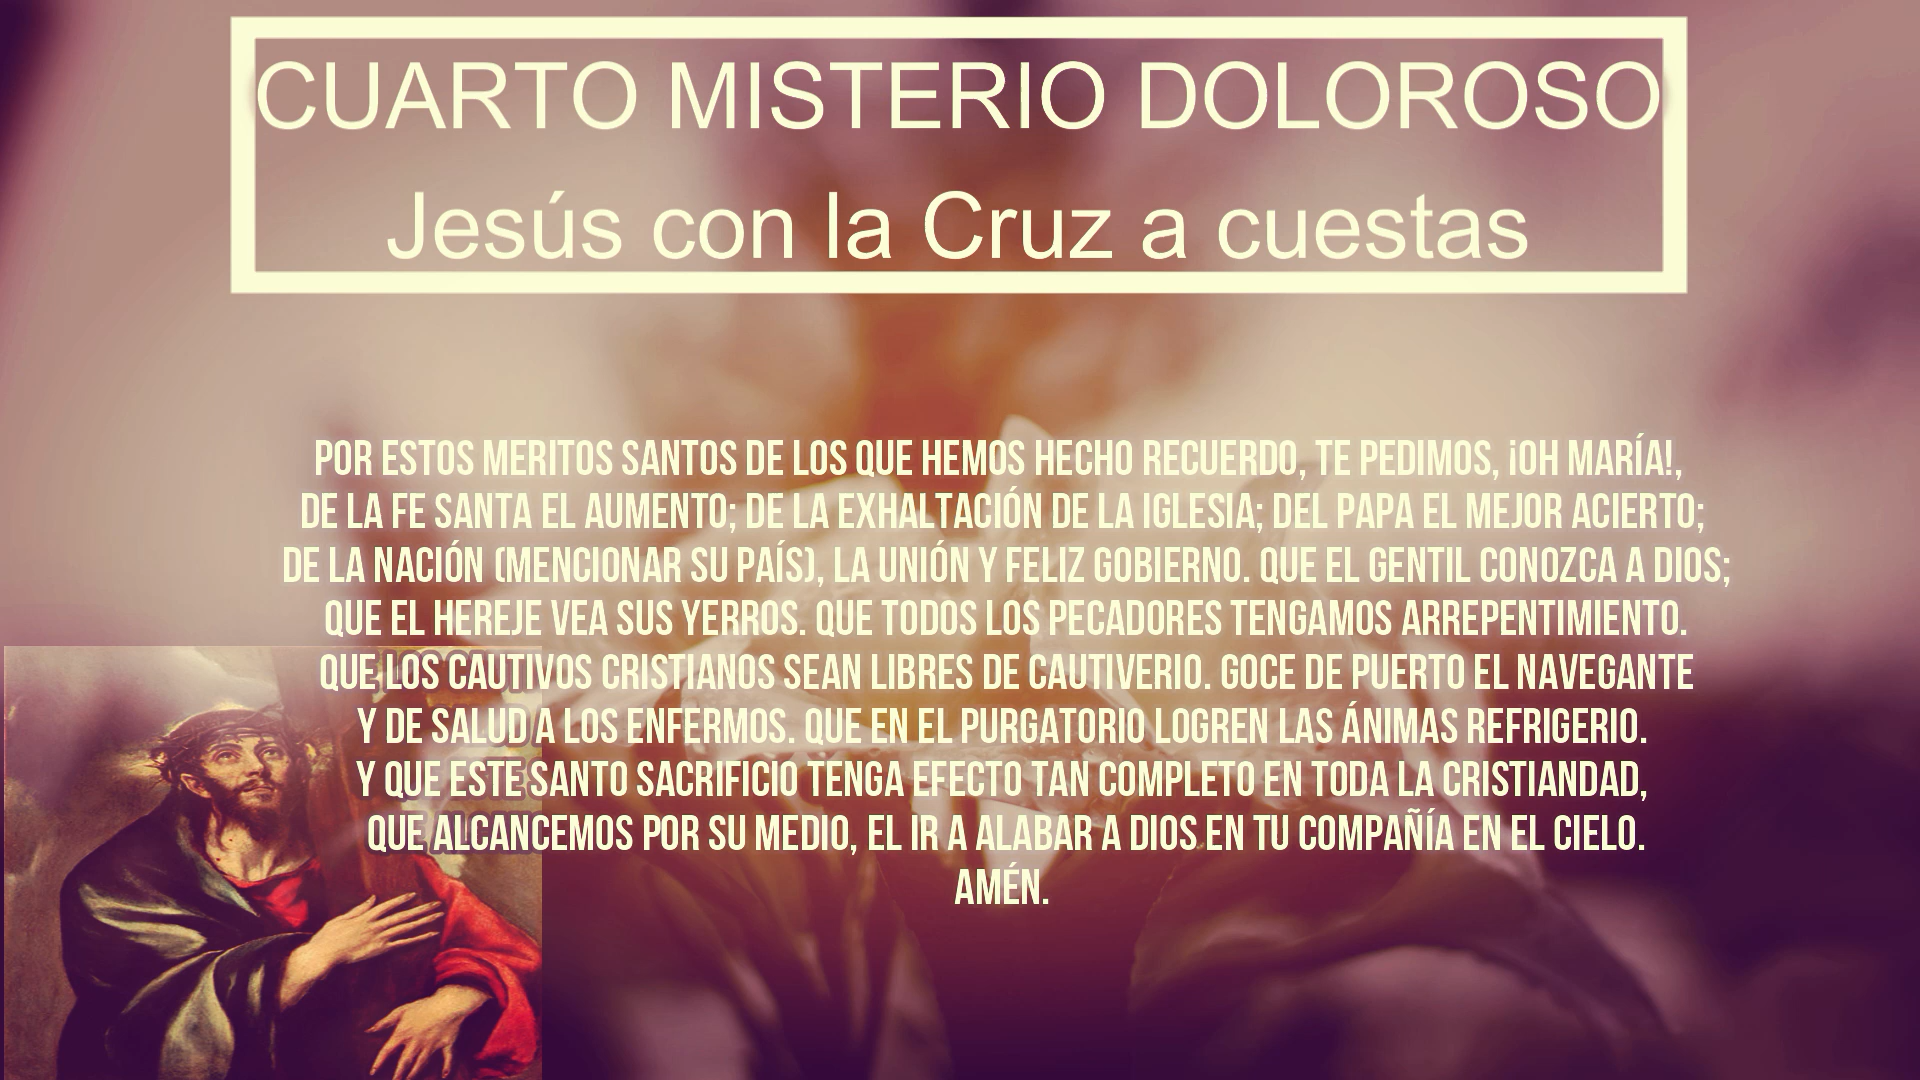 CUARTO MISTERIO DOLOROSO
Jesús con la Cruz a cuestas
POR ESTOS MERITOS SANTOS DE LOS QUE HEMOS HECHO RECUERDO, TE PEDIMOS, ¡OH MARÍA!,
DE LA FE SANTA EL AUMENTO; DE LA EXHALTACIÓN DE LA IGLESIA; DEL PAPA EL MEJOR ACIERTO;
DE LA NACIÓN (MENCIONAR SU PAÍS), LA UNIÓN Y FELIZ GOBIERNO. QUE EL GENTIL CONOZCA A DIOS;
QUE EL HEREJE VEA SUS YERROS. QUE TODOS LOS PECADORES TENGAMOS ARREPENTIMIENTO.
QUE LOS CAUTIVOS CRISTIANOS SEAN LIBRES DE CAUTIVERIO. GOCE DE PUERTO EL NAVEGANTE
Y DE SALUD A LOS ENFERMOS. QUE EN EL PURGATORIO LOGREN LAS ÁNIMAS REFRIGERIO.
Y QUE ESTE SANTO SACRIFICIO TENGA EFECTO TAN COMPLETO EN TODA LA CRISTIANDAD,
QUE ALCANCEMOS POR SU MEDIO, EL IR A ALABAR A DIOS EN TU COMPAÑÍA EN EL CIELO.
AMÉN.